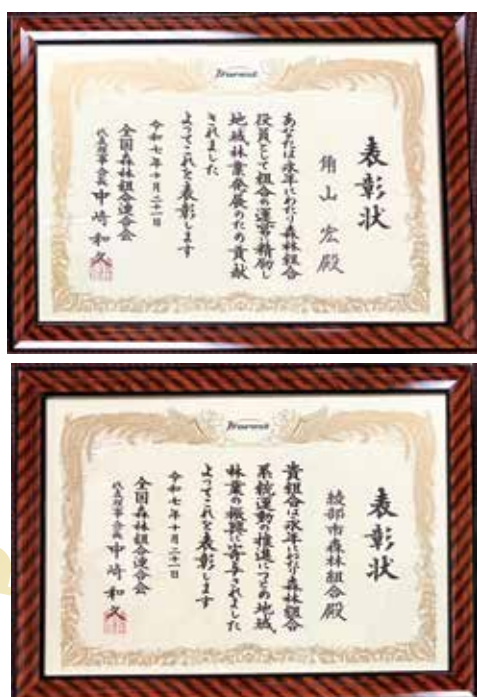 表彰状
角山 宏殿
あなたは永年にわたり森林組合
役員として組合の運営に精励し
地域林業発展のため貢献
されました
よってこれを表彰します
令和七年十月二十一日
全国森林組合連合会
代表理事会長 中崎和久
表彰状
綾部市森林組合殿
貴組合は永年にわたり森林組合
系統運動の推進につとめ地域
林業の振興に寄与されました
よってこれを表彰します
令和七年十月二十一日
全国森林組合連合会
代表理事会長 中崎和久